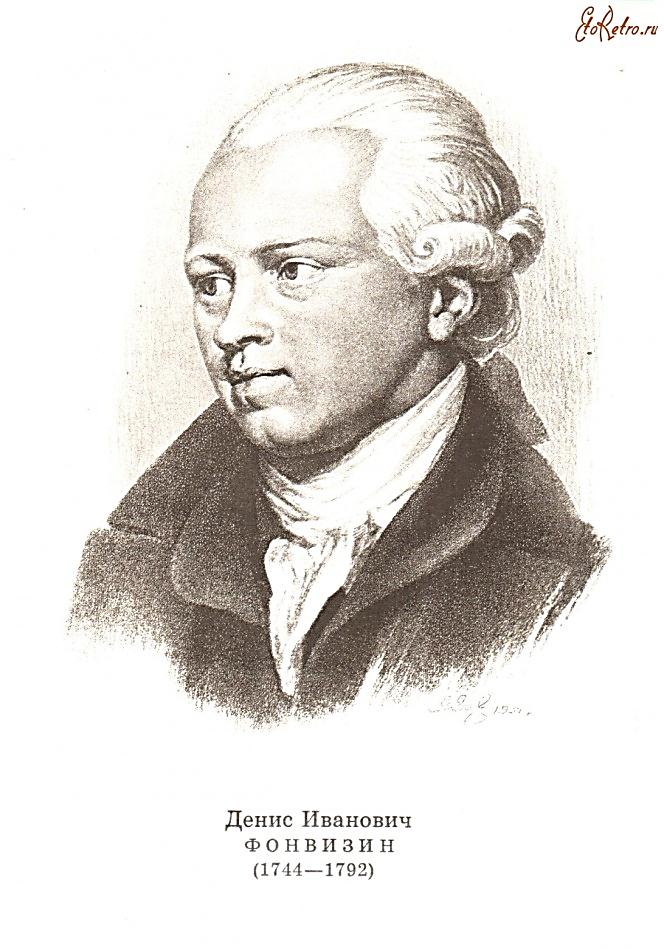 EtoRetro.ru
Денис Иванович
ФОНВИЗИН
(1744—1792)